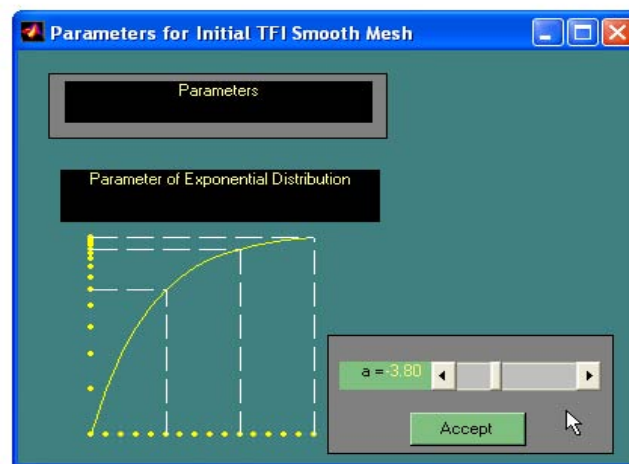 Parameters for Initial TFI Smooth Mesh
Parameters
Parameter of Exponential Distribution
a =-3.80
Accept